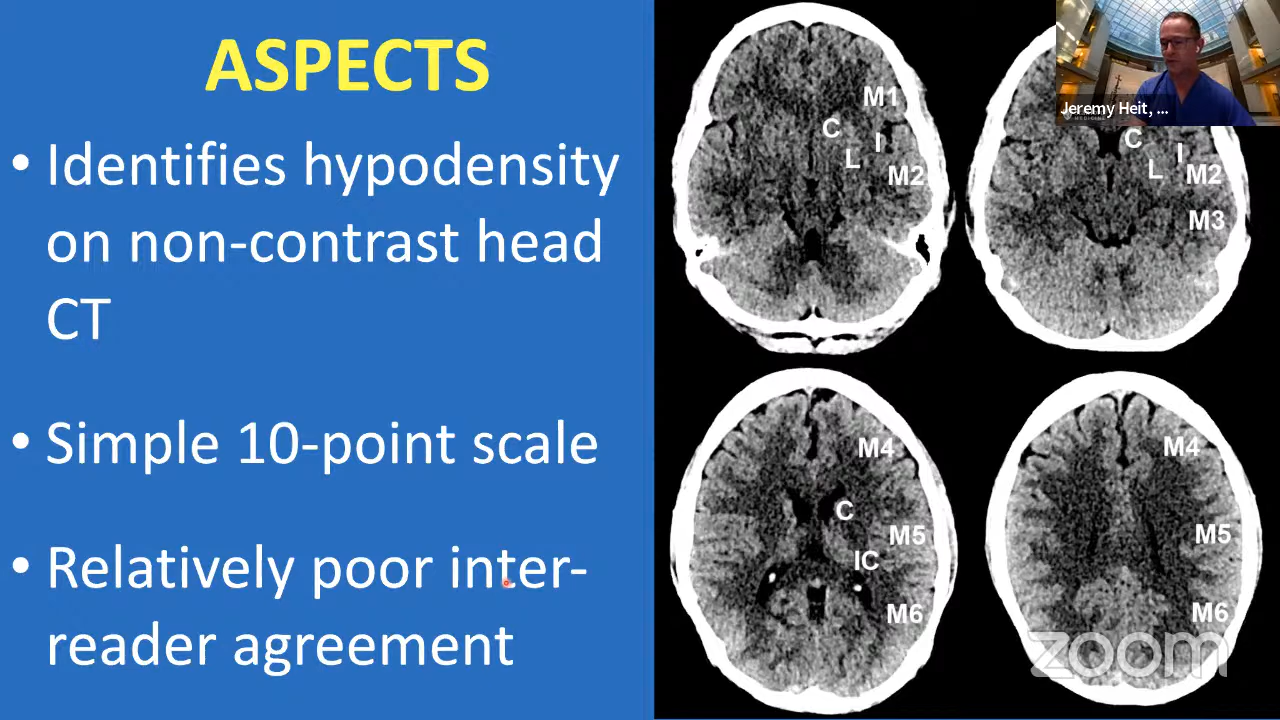 ASPECTS
• Identifies hypodensity
on non-contrast head
CT
• Simple 10-point scale
• Relatively poor inter-
reader agreement
M1
C
I
L
M2
Jeremy Heit, ...
MEDICINE
C
I
L
M2
M3
M4
C
M5
IC
M6
M4
M5
M6
zoom